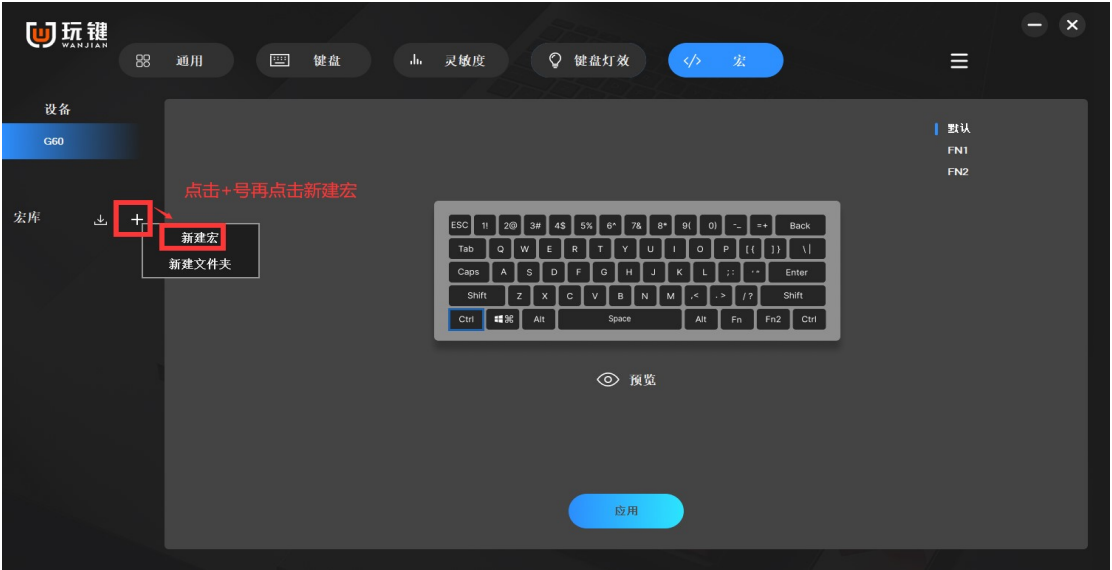 玩键
WANJIAN
通用
键盘
灵敏度
键盘灯效
宏
设备
G60
默认
FN1
FN2
点击+号再点击新建宏
宏库
新建宏
新建文件夹
ESC 1! 2@ 3# 4$ 5% 6^ 7& 8* 9( 0) -_ =+ Back
Tab Q W E R T Y U I O P [{ ]} \|
Caps A S D F G H J K L ;: '" Enter
Shift Z X C V B N M ,< .> /? Shift
Ctrl ⌘ Alt Space Alt Fn Fn2 Ctrl
预览
应用